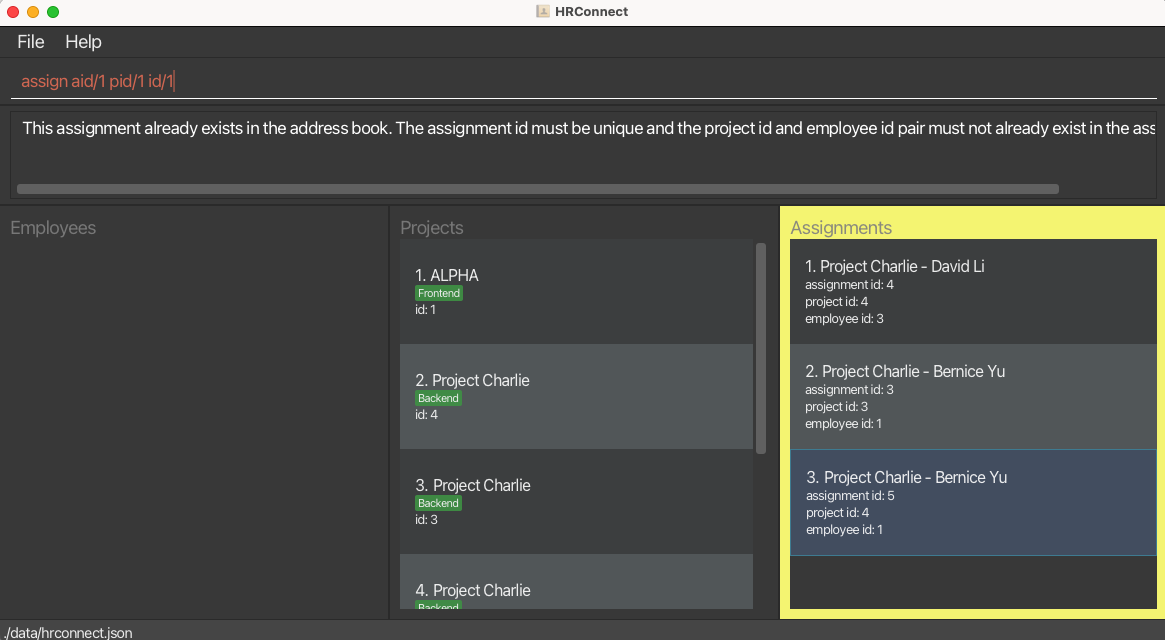 HRConnect
File Help
assign aid/1 pid/1 id/1
This assignment already exists in the address book. The assignment id must be unique and the project id and employee id pair must not already exist in the ass
Employees
Projects
1. ALPHA
Frontend
id: 1
2. Project Charlie
Backend
id: 4
3. Project Charlie
Backend
id: 3
4. Project Charlie
Backend
Assignments
1. Project Charlie - David Li
assignment id: 4
project id: 4
employee id: 3
2. Project Charlie - Bernice Yu
assignment id: 3
project id: 3
employee id: 1
3. Project Charlie - Bernice Yu
assignment id: 5
project id: 4
employee id: 1
./data/hrconnect.json